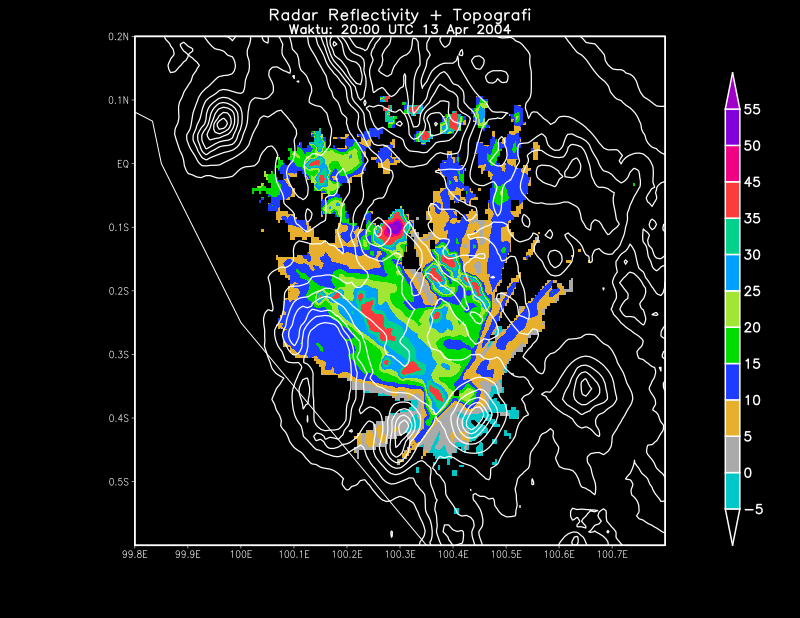 Radar Reflectivity + Topografi
Waktu: 20:00 UTC 13 Apr 2004
0.2N
0.1N
EQ
0.1S
0.2S
0.3S
0.4S
0.5S
99.8E 99.9E 100E 100.1E 100.2E 100.3E 100.4E 100.5E 100.6E 100.7E
55
50
45
35
30
25
20
15
10
5
0
−5